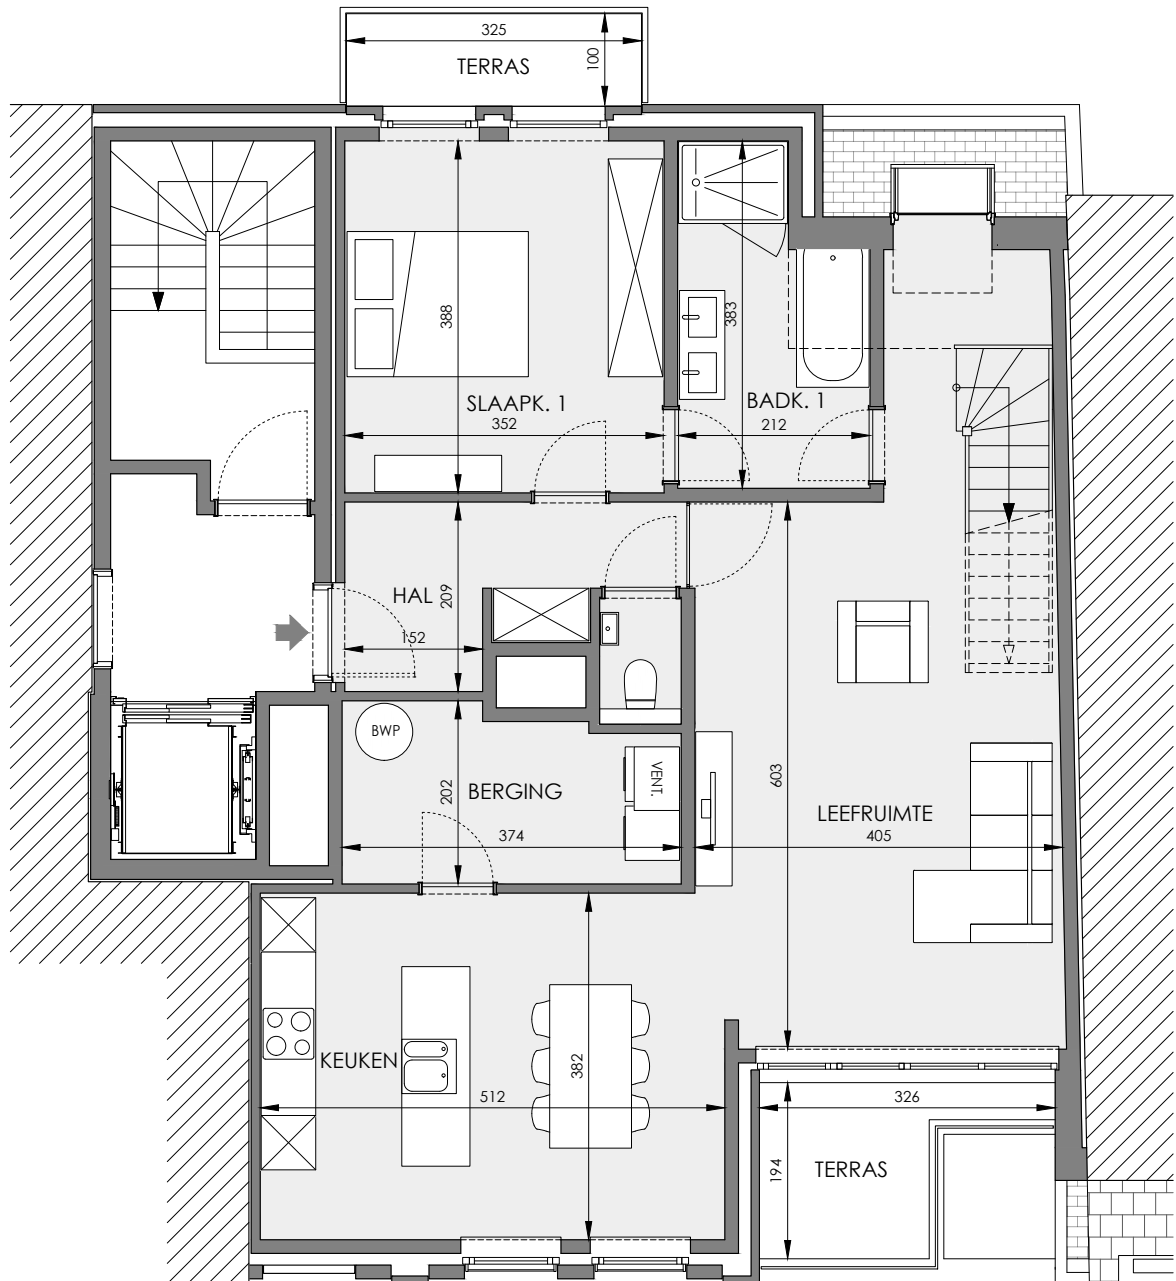 325
TERRAS
100
388
383
SLAAPK. 1
352
BADK. 1
212
HAL
209
152
BWP
202
BERGING
374
VENT.
603
LEEFRUIMTE
405
KEUKEN
382
512
326
194
TERRAS